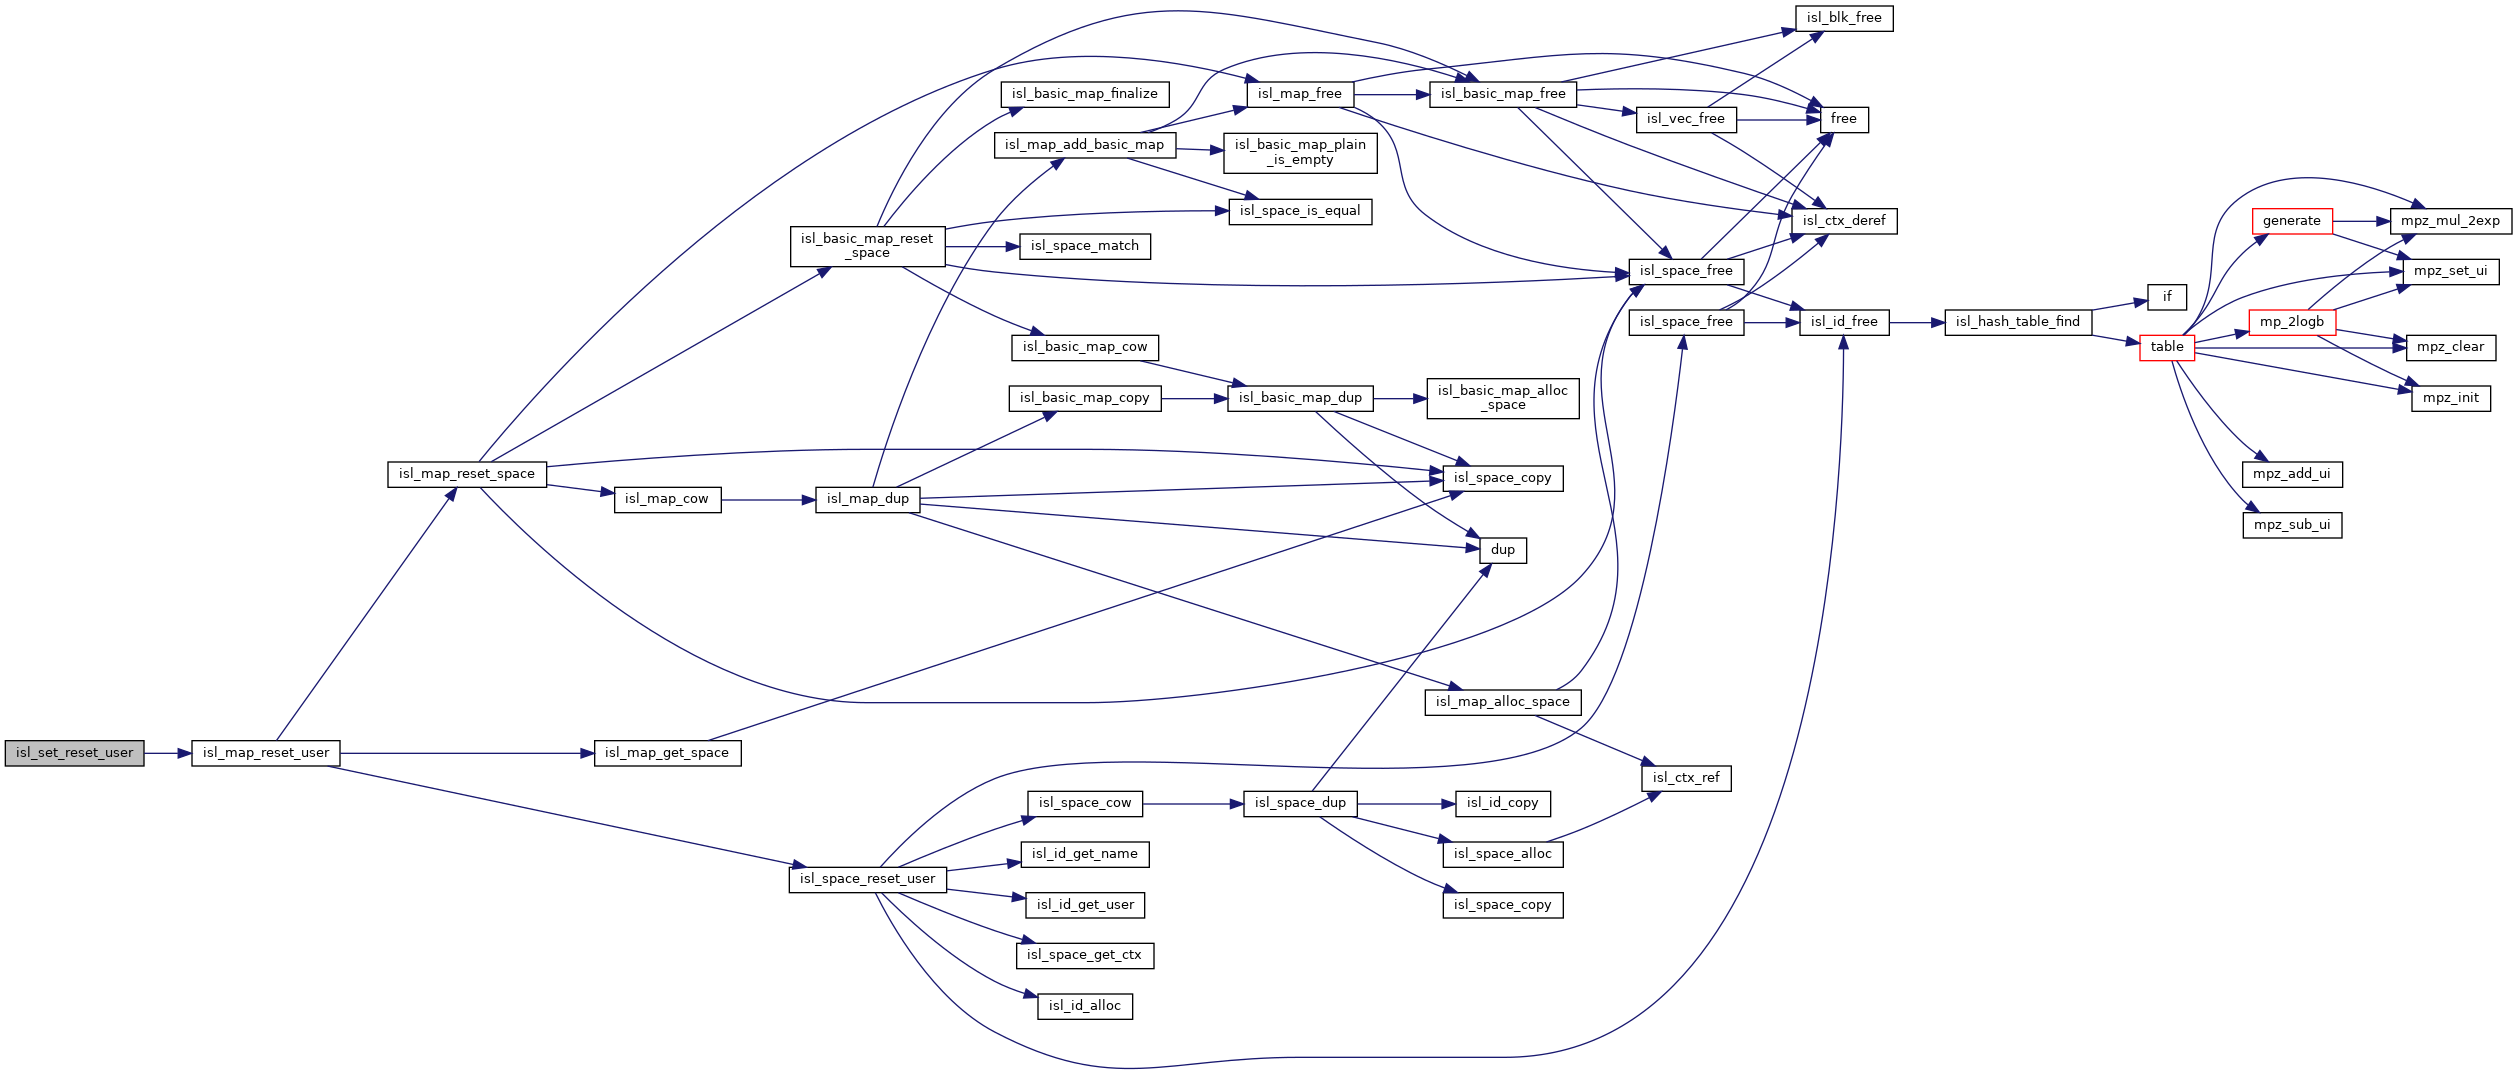 isl_set_reset_user
isl_map_reset_user
isl_map_reset_space
isl_map_get_space
isl_map_cow
isl_basic_map_reset
_space
isl_map_dup
isl_space_reset_user
isl_basic_map_finalize
isl_map_add_basic_map
isl_space_match
isl_basic_map_cow
isl_basic_map_copy
isl_space_cow
isl_id_get_name
isl_id_get_user
isl_space_get_ctx
isl_id_alloc
isl_map_free
isl_basic_map_plain
_is_empty
isl_space_is_equal
isl_basic_map_dup
isl_space_dup
isl_basic_map_free
isl_basic_map_alloc
_space
isl_space_copy
dup
isl_map_alloc_space
isl_id_copy
isl_space_alloc
isl_space_copy
isl_vec_free
isl_space_free
isl_space_free
isl_ctx_ref
isl_blk_free
free
isl_ctx_deref
isl_id_free
isl_hash_table_find
if
table
generate
mp_2logb
mpz_add_ui
mpz_sub_ui
mpz_mul_2exp
mpz_set_ui
mpz_clear
mpz_init